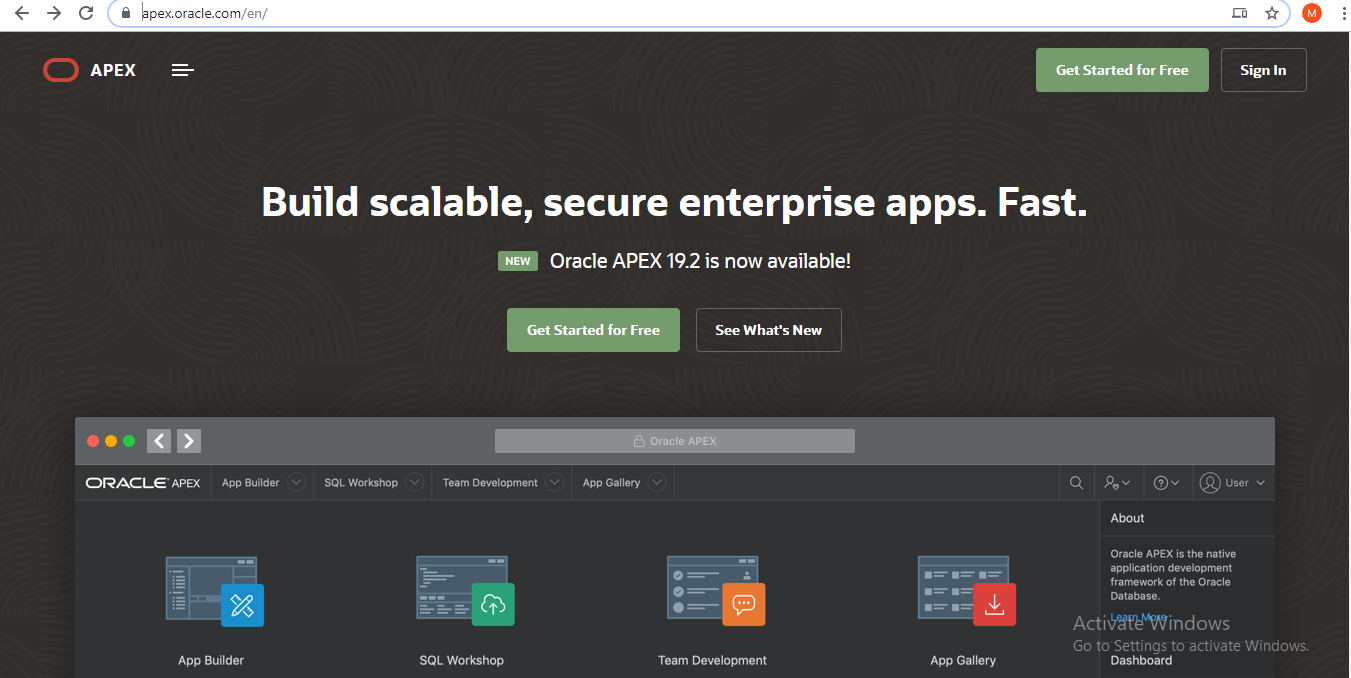 apex.oracle.com/en/
M
APEX
Get Started for Free
Sign In
Build scalable, secure enterprise apps. Fast.
NEW Oracle APEX 19.2 is now available!
Get Started for Free
See What's New
Oracle APEX
ORACLE APEX
App Builder
SQL Workshop
Team Development
App Gallery
User
About
Oracle APEX is the native
application development
framework of the Oracle
Database.
Learn More
Activate Windows
Go to Settings to activate Windows.
App Builder
SQL Workshop
Team Development
App Gallery
Dashboard